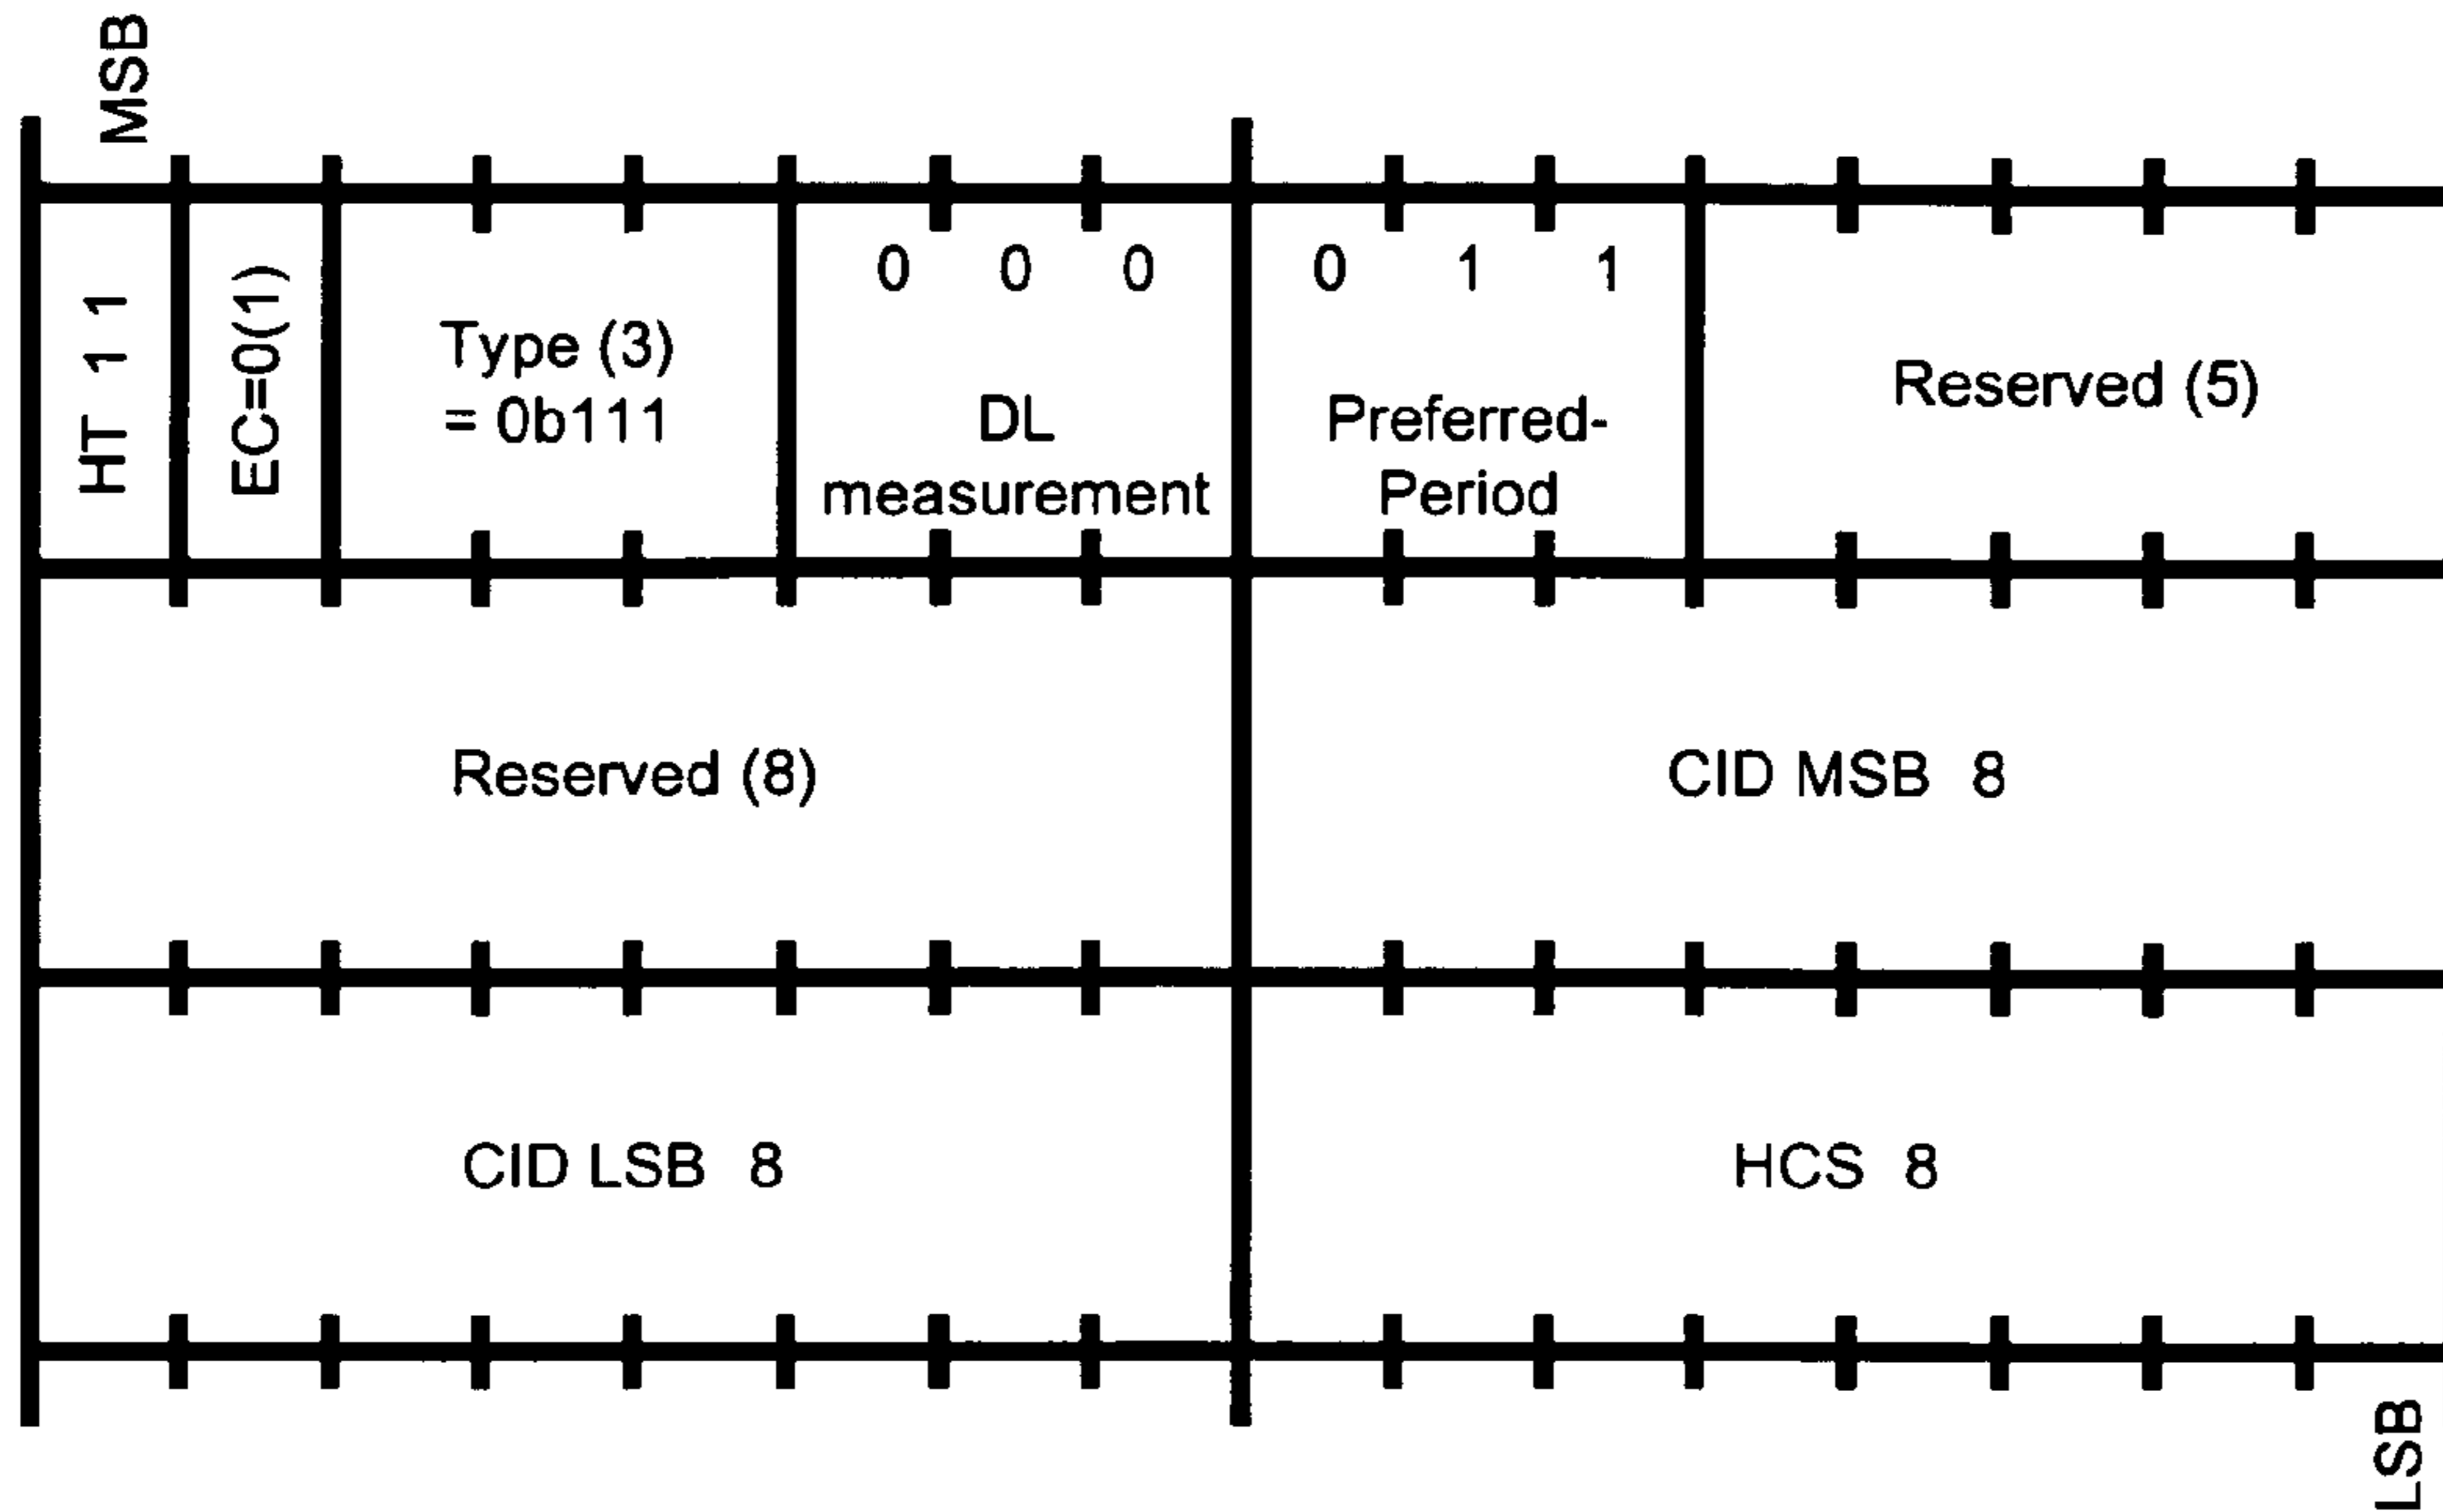 MSB
HT 1 1
EC=0(1)
Type (3)
= 0b111
0 0 0
DL
measurement
0 1 1
Preferred-
Period
Reserved (5)
Reserved (8)
CID MSB 8
CID LSB 8
HCS 8
LSB